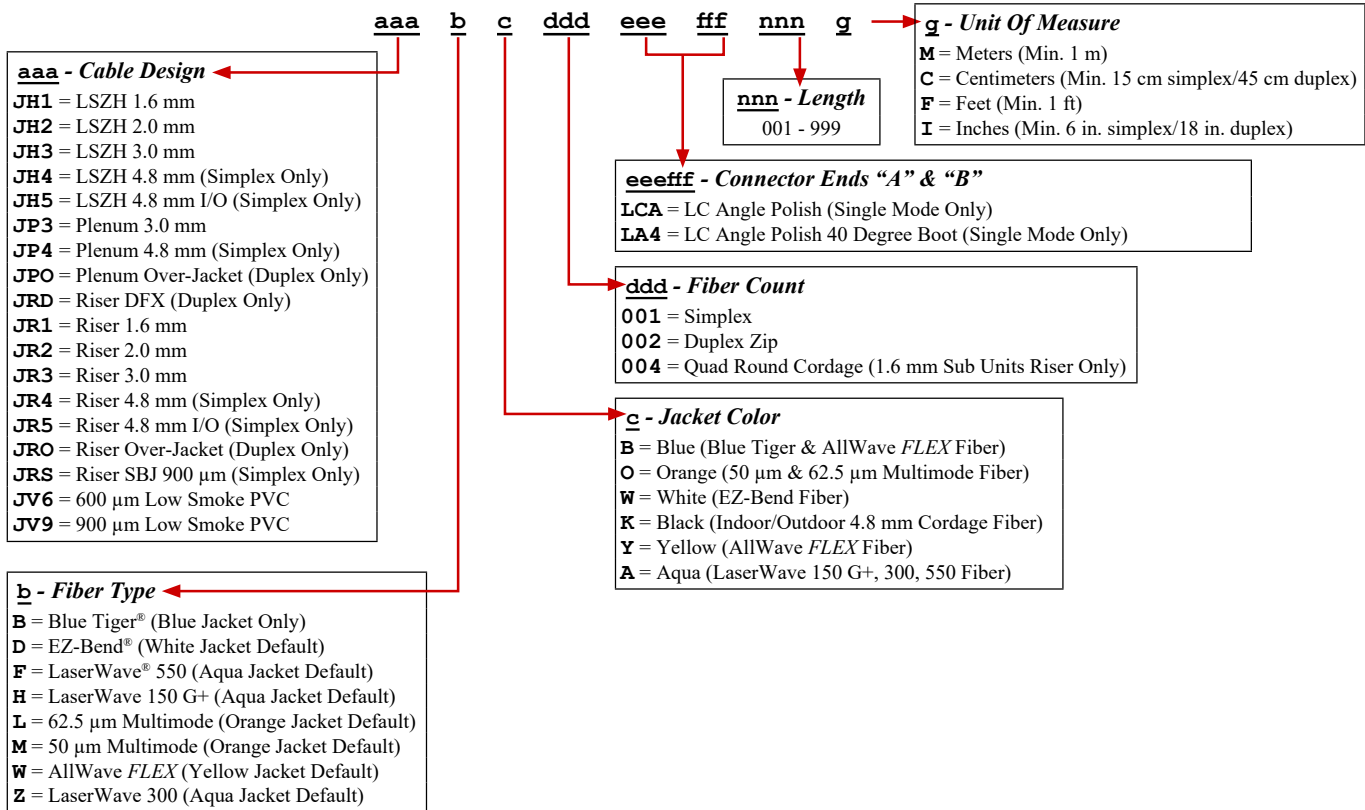 aaa b c ddd eee fff nnn g
g - Unit Of Measure
M = Meters (Min. 1 m)
C = Centimeters (Min. 15 cm simplex/45 cm duplex)
F = Feet (Min. 1 ft)
I = Inches (Min. 6 in. simplex/18 in. duplex)
aaa - Cable Design
JH1 = LSZH 1.6 mm
JH2 = LSZH 2.0 mm
JH3 = LSZH 3.0 mm
JH4 = LSZH 4.8 mm (Simplex Only)
JH5 = LSZH 4.8 mm I/O (Simplex Only)
JP3 = Plenum 3.0 mm
JP4 = Plenum 4.8 mm (Simplex Only)
JPO = Plenum Over-Jacket (Duplex Only)
JRD = Riser DFX (Duplex Only)
JR1 = Riser 1.6 mm
JR2 = Riser 2.0 mm
JR3 = Riser 3.0 mm
JR4 = Riser 4.8 mm (Simplex Only)
JR5 = Riser 4.8 mm I/O (Simplex Only)
JRO = Riser Over-Jacket (Duplex Only)
JRS = Riser SBJ 900 µm (Simplex Only)
JV6 = 600 µm Low Smoke PVC
JV9 = 900 µm Low Smoke PVC
nnn - Length
001 - 999
eeefff - Connector Ends “A” & “B”
LCA = LC Angle Polish (Single Mode Only)
LA4 = LC Angle Polish 40 Degree Boot (Single Mode Only)
ddd - Fiber Count
001 = Simplex
002 = Duplex Zip
004 = Quad Round Cordage (1.6 mm Sub Units Riser Only)
c - Jacket Color
B = Blue (Blue Tiger & AllWave FLEX Fiber)
O = Orange (50 µm & 62.5 µm Multimode Fiber)
W = White (EZ-Bend Fiber)
K = Black (Indoor/Outdoor 4.8 mm Cordage Fiber)
Y = Yellow (AllWave FLEX Fiber)
A = Aqua (LaserWave 150 G+, 300, 550 Fiber)
b - Fiber Type
B = Blue Tiger® (Blue Jacket Only)
D = EZ-Bend® (White Jacket Default)
F = LaserWave® 550 (Aqua Jacket Default)
H = LaserWave 150 G+ (Aqua Jacket Default)
L = 62.5 µm Multimode (Orange Jacket Default)
M = 50 µm Multimode (Orange Jacket Default)
W = AllWave FLEX (Yellow Jacket Default)
Z = LaserWave 300 (Aqua Jacket Default)